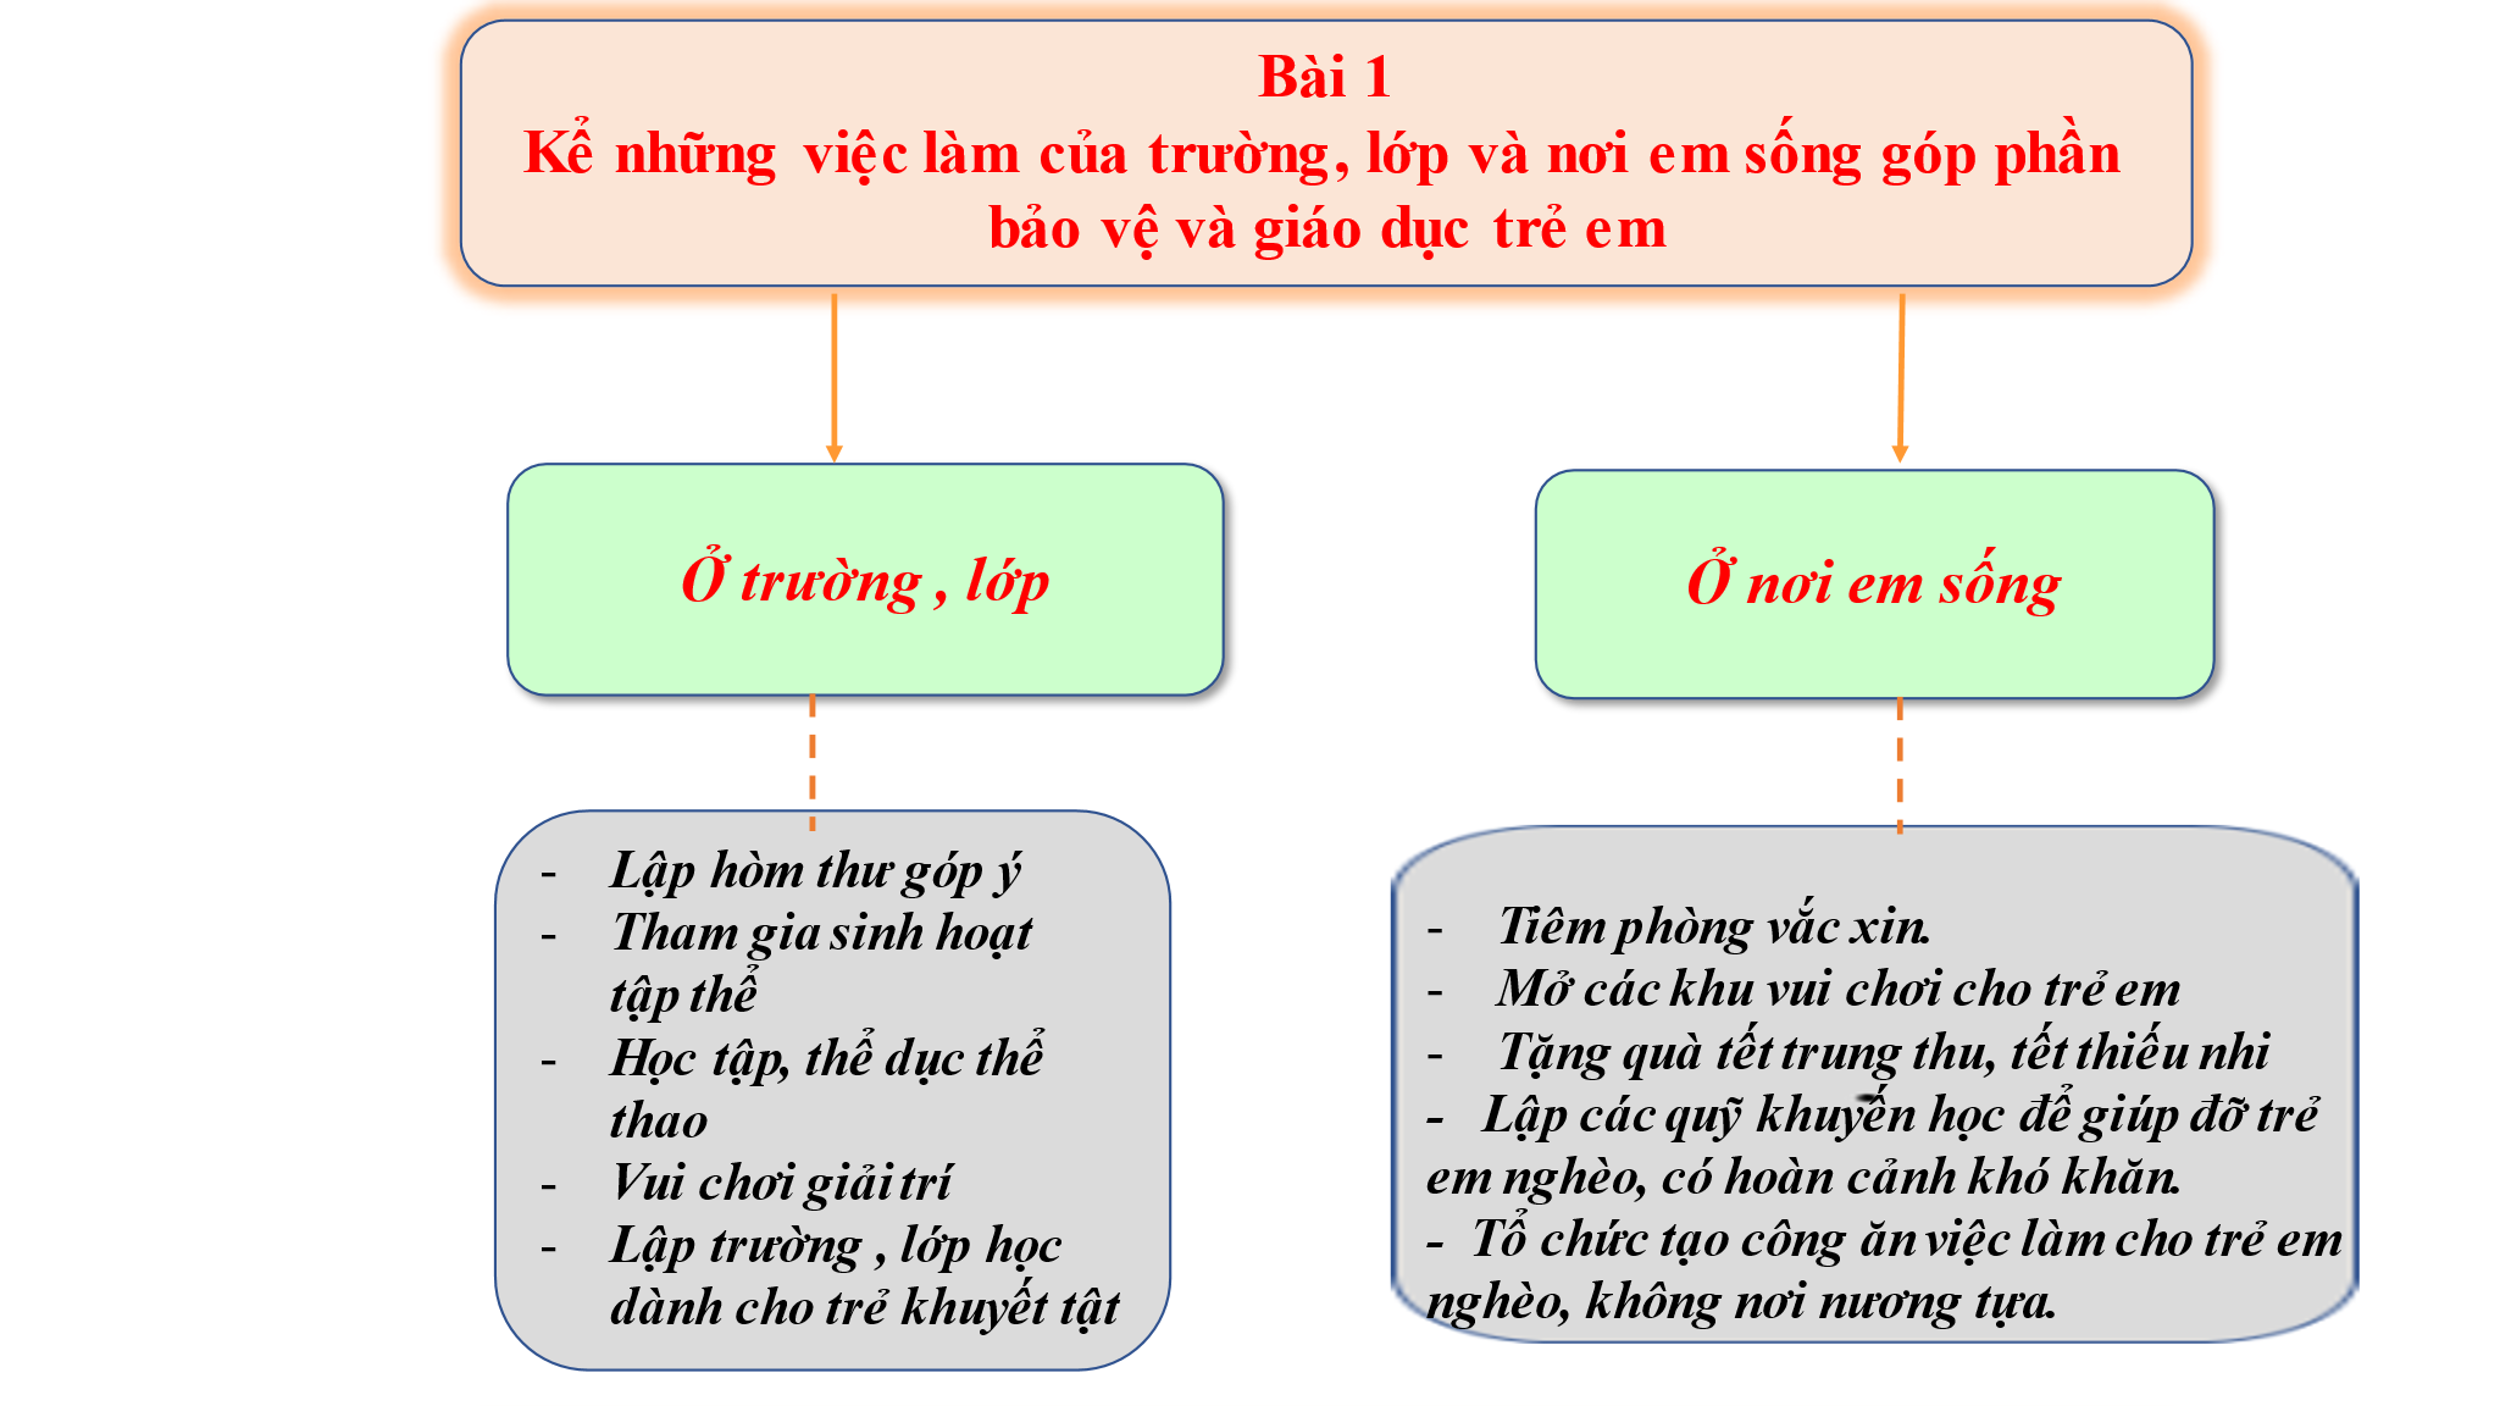 Bài 1
Kể những việc làm của trường, lớp và nơi em sống góp phần
bảo vệ và giáo dục trẻ em
Ở trường , lớp
Ở nơi em sống
- Lập hòm thư góp ý
- Tham gia sinh hoạt
tập thể
- Học tập, thể dục thể
thao
- Vui chơi giải trí
- Lập trường , lớp học
dành cho trẻ khuyết tật
- Tiêm phòng vắc xin.
- Mở các khu vui chơi cho trẻ em
- Tặng quà tết trung thu, tết thiếu nhi
- Lập các quỹ khuyến học để giúp đỡ trẻ
em nghèo, có hoàn cảnh khó khăn.
- Tổ chức tạo công ăn việc làm cho trẻ em
nghèo, không nơi nương tựa.